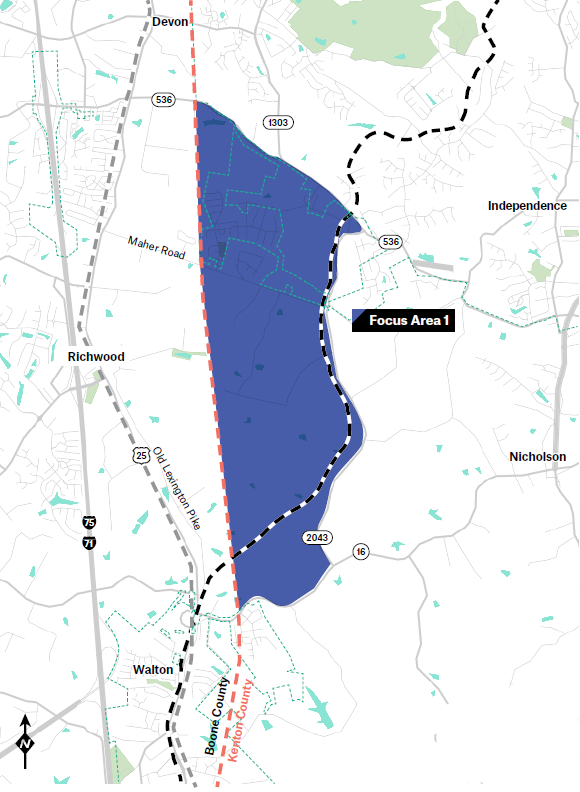 Devon
536
1303
Independence
Maher Road
536
Focus Area 1
Richwood
25
Old Lexington Pike
Nicholson
75
71
2043
16
Walton
Boone County
Kenton County
N